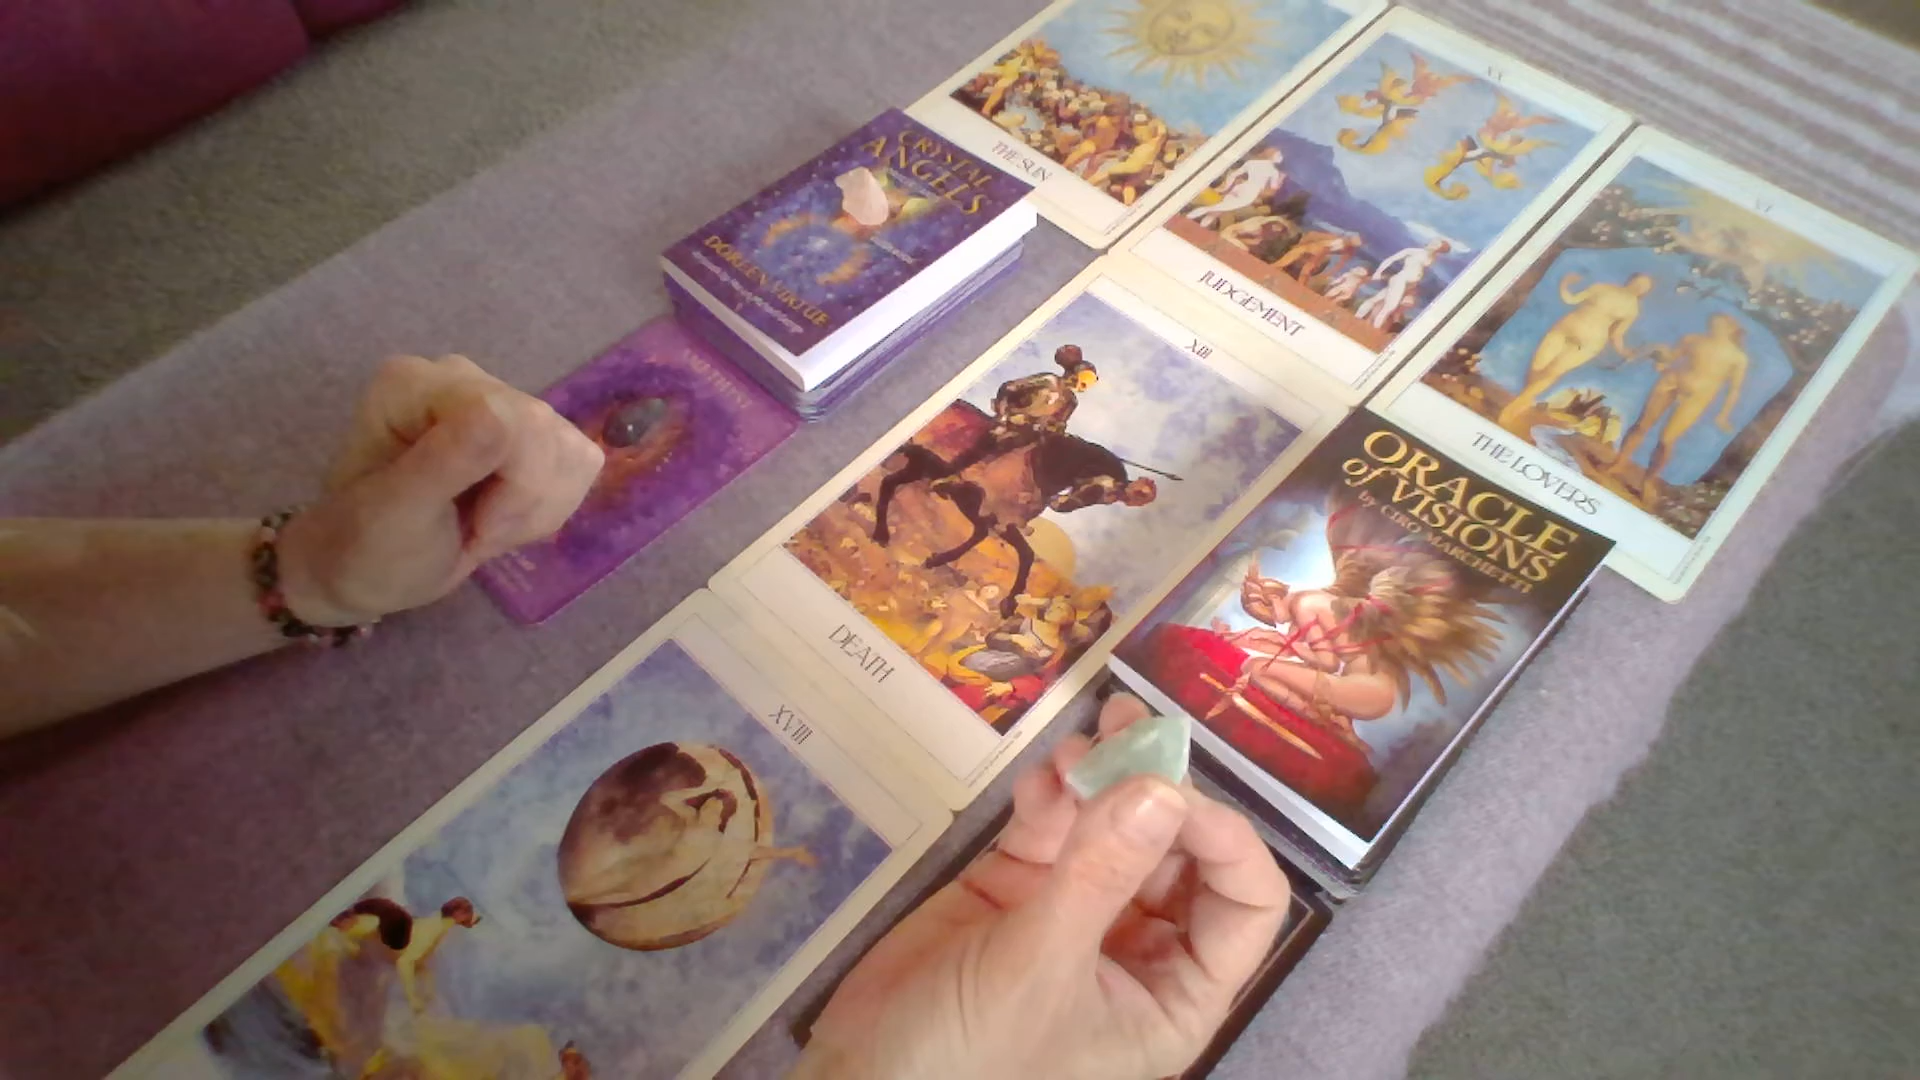 THE SUN
XX
JUDGEMENT
VI
THE LOVERS
CRYSTAL
ANGELS
DOREEN VIRTUE
AMETHYST
XIII
DEATH
ORACLE
of VISIONS
by CIRO MARCHETTI
XVIII